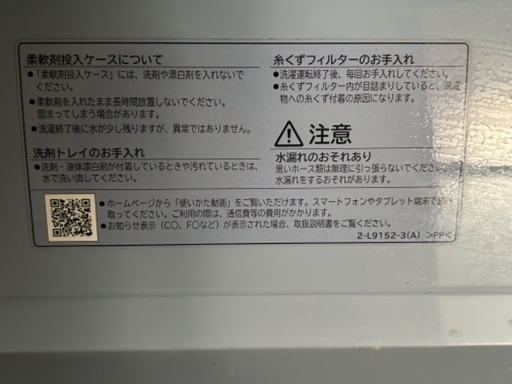 柔軟剤投入ケースについて
●「柔軟剤投入ケース」には、洗剤や漂白剤を入れないで
ください。
●柔軟剤を入れたまま長時間放置しないでください。
固まってしまう場合があります。
●洗濯終了後に水が少し残りますが、異常ではありません。
洗剤トレイのお手入れ
●洗剤・液体漂白剤が付着しているときや汚れているときは、
水で洗い流してください。
糸くずフィルターのお手入れ
●洗濯運転終了後、毎回お手入れしてください。
●糸くずフィルター内が目詰まりしていると、洗濯
物への糸くず付着の原因になります。
注意
水漏れのおそれあり
黒いホース類は無理に引っ張らないでください。
水漏れをするおそれがあります。
●ホームページから「使いかた動画」をご覧いただけます。スマートフォンやタブレット端末で読み
取ってください。ご利用の際は、通信費等の費用がかかります。
●お知らせ表示（CO、FOなど）が表示された場合、取扱説明書をご覧ください。
2-L9152-3(A) >PP<